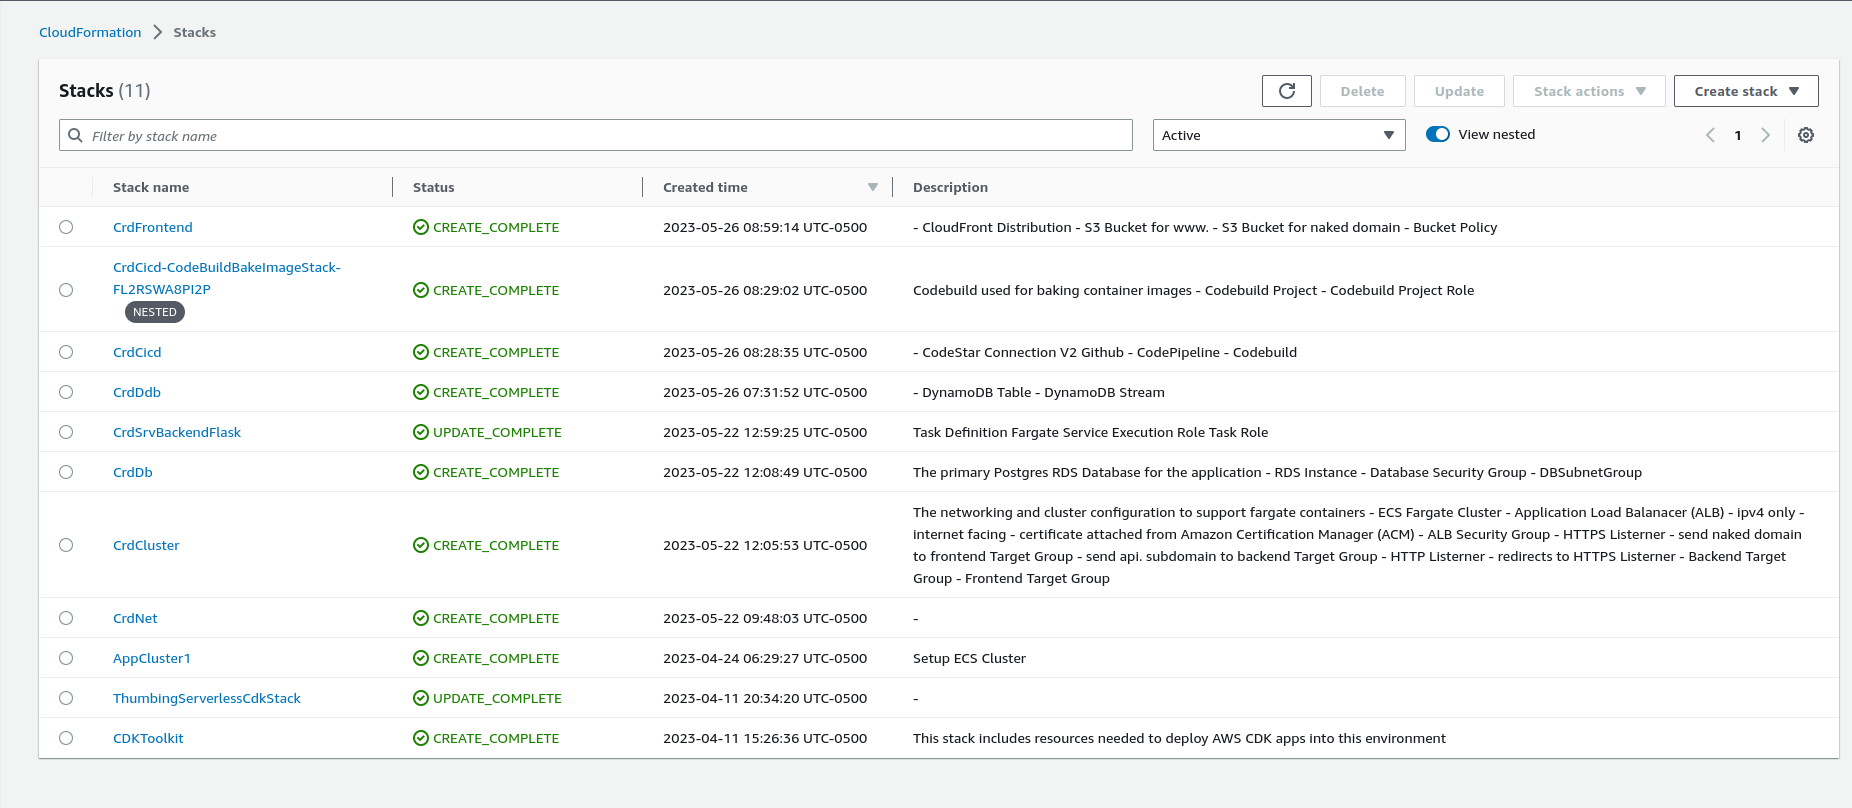 CloudFormation > Stacks
Stacks (11)
Delete
Update
Stack actions
Create stack
Filter by stack name
Active
View nested
1
Stack name Status Created time Description
CrdFrontend CREATE_COMPLETE 2023-05-26 08:59:14 UTC-0500 - CloudFront Distribution - S3 Bucket for www. - S3 Bucket for naked domain - Bucket Policy
CrdCicd-CodeBuildBakeImageStack-
FL2RSWA8PI2P
NESTED
CREATE_COMPLETE 2023-05-26 08:29:02 UTC-0500 Codebuild used for baking container images - Codebuild Project - Codebuild Project Role
CrdCicd CREATE_COMPLETE 2023-05-26 08:28:35 UTC-0500 - CodeStar Connection V2 Github - CodePipeline - Codebuild
CrdDdb CREATE_COMPLETE 2023-05-26 07:31:52 UTC-0500 - DynamoDB Table - DynamoDB Stream
CrdSrvBackendFlask UPDATE_COMPLETE 2023-05-22 12:59:25 UTC-0500 Task Definition Fargate Service Execution Role Task Role
CrdDb CREATE_COMPLETE 2023-05-22 12:08:49 UTC-0500 The primary Postgres RDS Database for the application - RDS Instance - Database Security Group - DBSubnetGroup
CrdCluster CREATE_COMPLETE 2023-05-22 12:05:53 UTC-0500
The networking and cluster configuration to support fargate containers - ECS Fargate Cluster - Application Load Balanacer (ALB) - ipv4 only -
internet facing - certificate attached from Amazon Certification Manager (ACM) - ALB Security Group - HTTPS Listerner - send naked domain
to frontend Target Group - send api. subdomain to backend Target Group - HTTP Listerner - redirects to HTTPS Listerner - Backend Target
Group - Frontend Target Group
CrdNet CREATE_COMPLETE 2023-05-22 09:48:03 UTC-0500 -
AppCluster1 CREATE_COMPLETE 2023-04-24 06:29:27 UTC-0500 Setup ECS Cluster
ThumbingServerlessCdkStack UPDATE_COMPLETE 2023-04-11 20:34:20 UTC-0500 -
CDKToolkit CREATE_COMPLETE 2023-04-11 15:26:36 UTC-0500 This stack includes resources needed to deploy AWS CDK apps into this environment